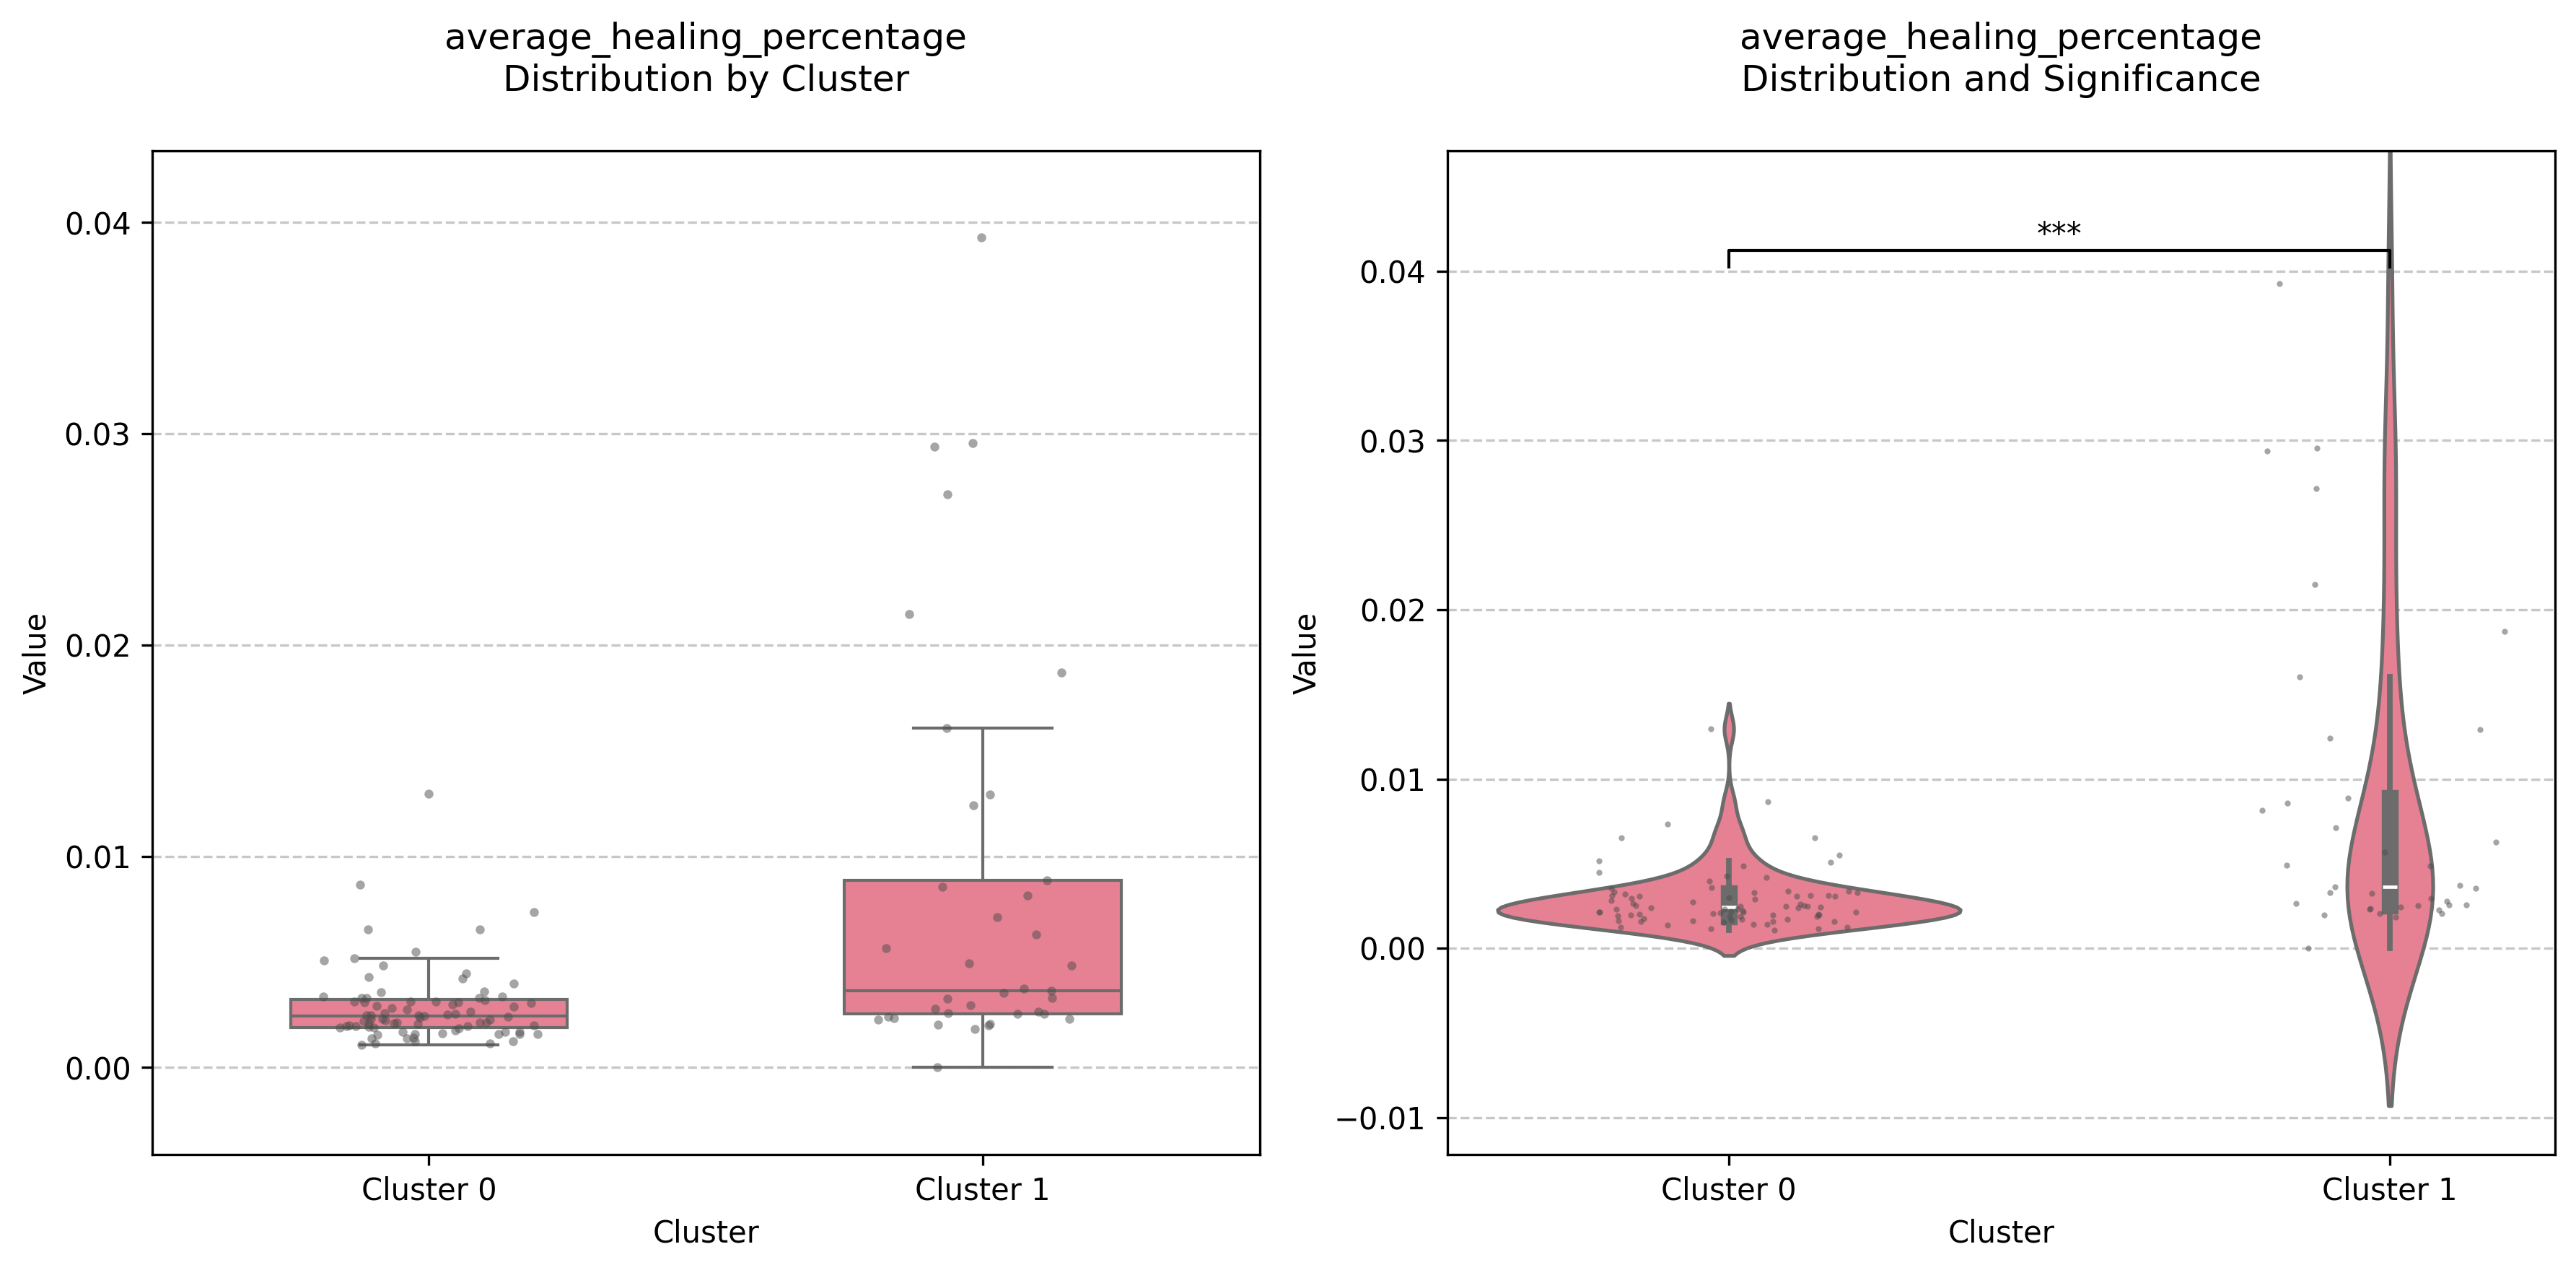 average_healing_percentage
Distribution by Cluster
0.04
0.03
0.02
0.01
0.00
Value
Cluster 0
Cluster 1
Cluster
average_healing_percentage
Distribution and Significance
***
0.04
0.03
0.02
0.01
0.00
−0.01
Value
Cluster 0
Cluster 1
Cluster